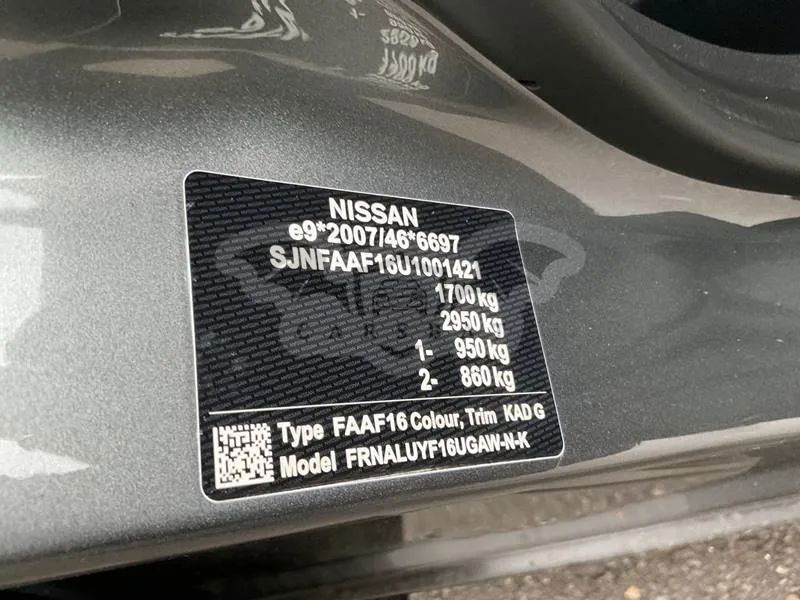 NISSAN
e9*2007/46*6697
SJNFAAF16U1001421
1700 kg
2950 kg
1- 950 kg
2- 860 kg
Type FAAF16 Colour, Trim KAD G
Model FRNALUYF16UGAW-N-K